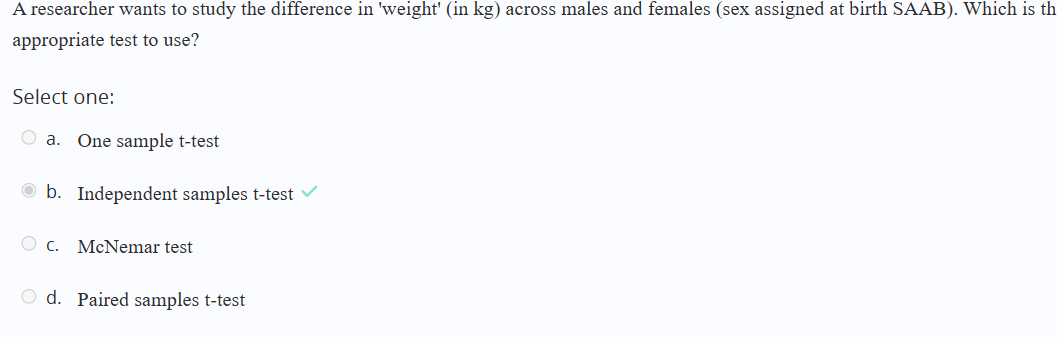 A researcher wants to study the difference in 'weight' (in kg) across males and females (sex assigned at birth SAAB). Which is th
appropriate test to use?
Select one:
a. One sample t-test
b. Independent samples t-test
c. McNemar test
d. Paired samples t-test